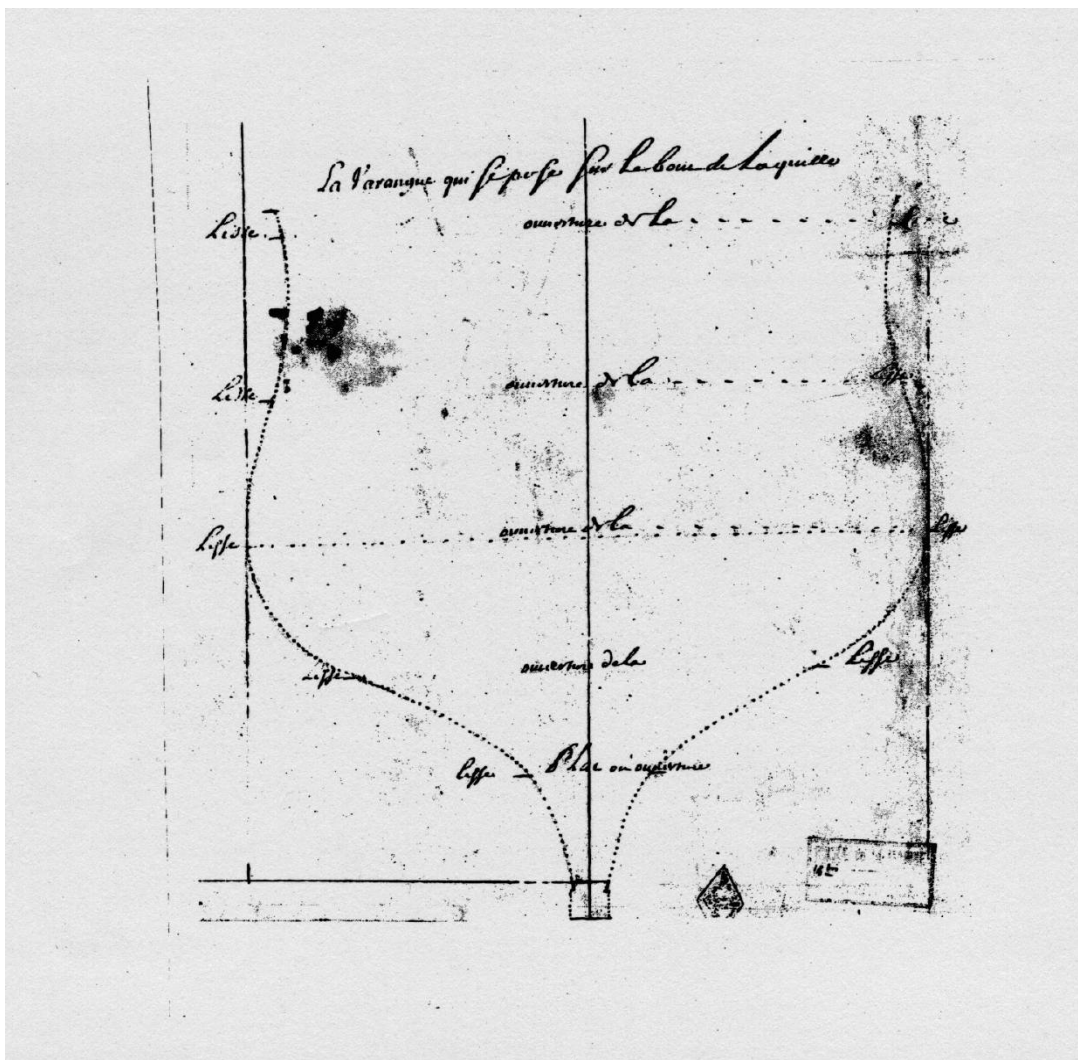 La Varangue qui se pose sur le bout de la quille
Lisse
ouverture de la
Lisse
ouverture de la Lisse
Lisse
ouverture de la Lisse
Lisse
ouverture de la Lisse
Lisse
Plat ou ouverture